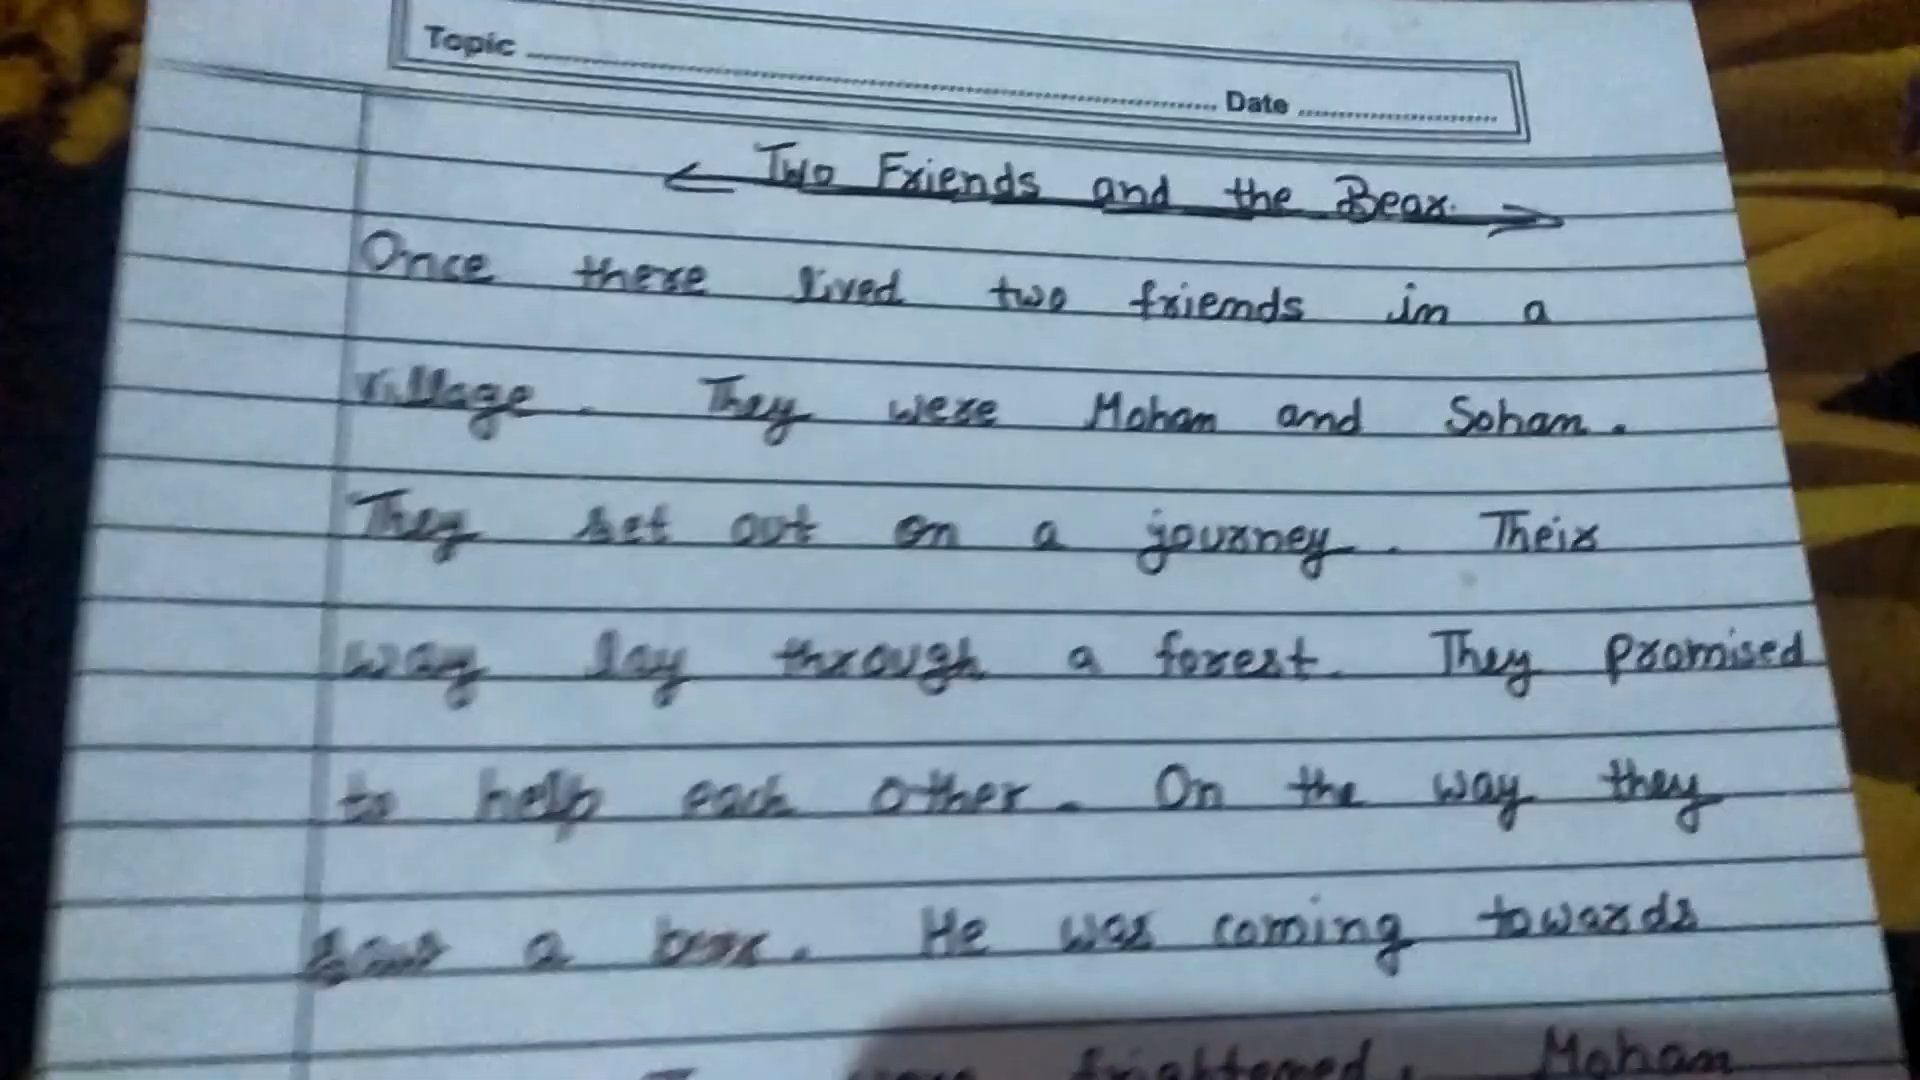 Topic Date
Two Friends and the Bear.
Once there lived two friends in a
village. They were Mohan and Sohan.
They set out on a journey. Their
way lay through a forest. They promised
to help each other. On the way they
saw a bear. He was coming towards
frightened. Mohan